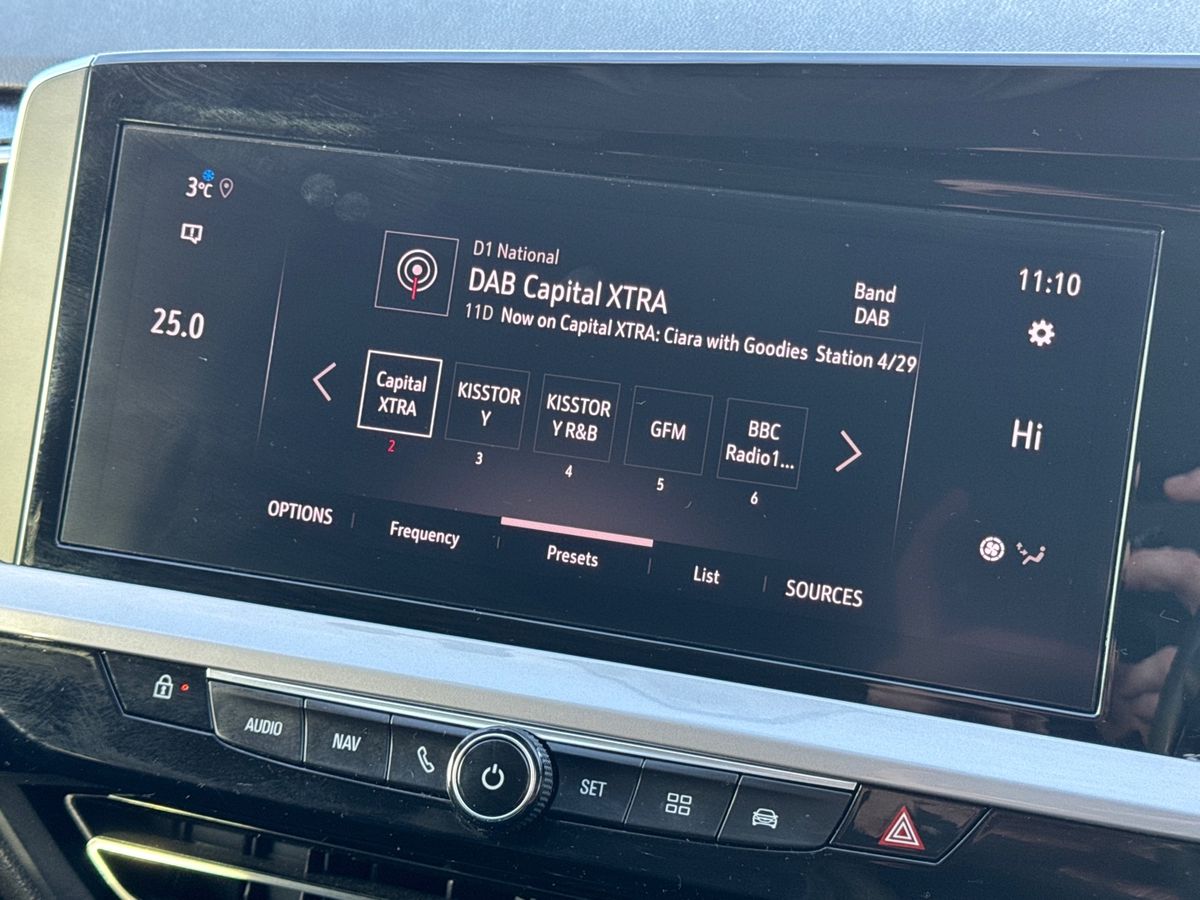 3°C
25.0
D1 National
DAB Capital XTRA
11D Now on Capital XTRA: Ciara with Goodies
Band
DAB
Station 4/29
11:10
Hi
Capital
XTRA
2
KISSTOR
Y
3
KISSTOR
Y R&B
4
GFM
5
BBC
Radio1...
6
OPTIONS
Frequency
Presets
List
SOURCES
AUDIO
NAV
SET